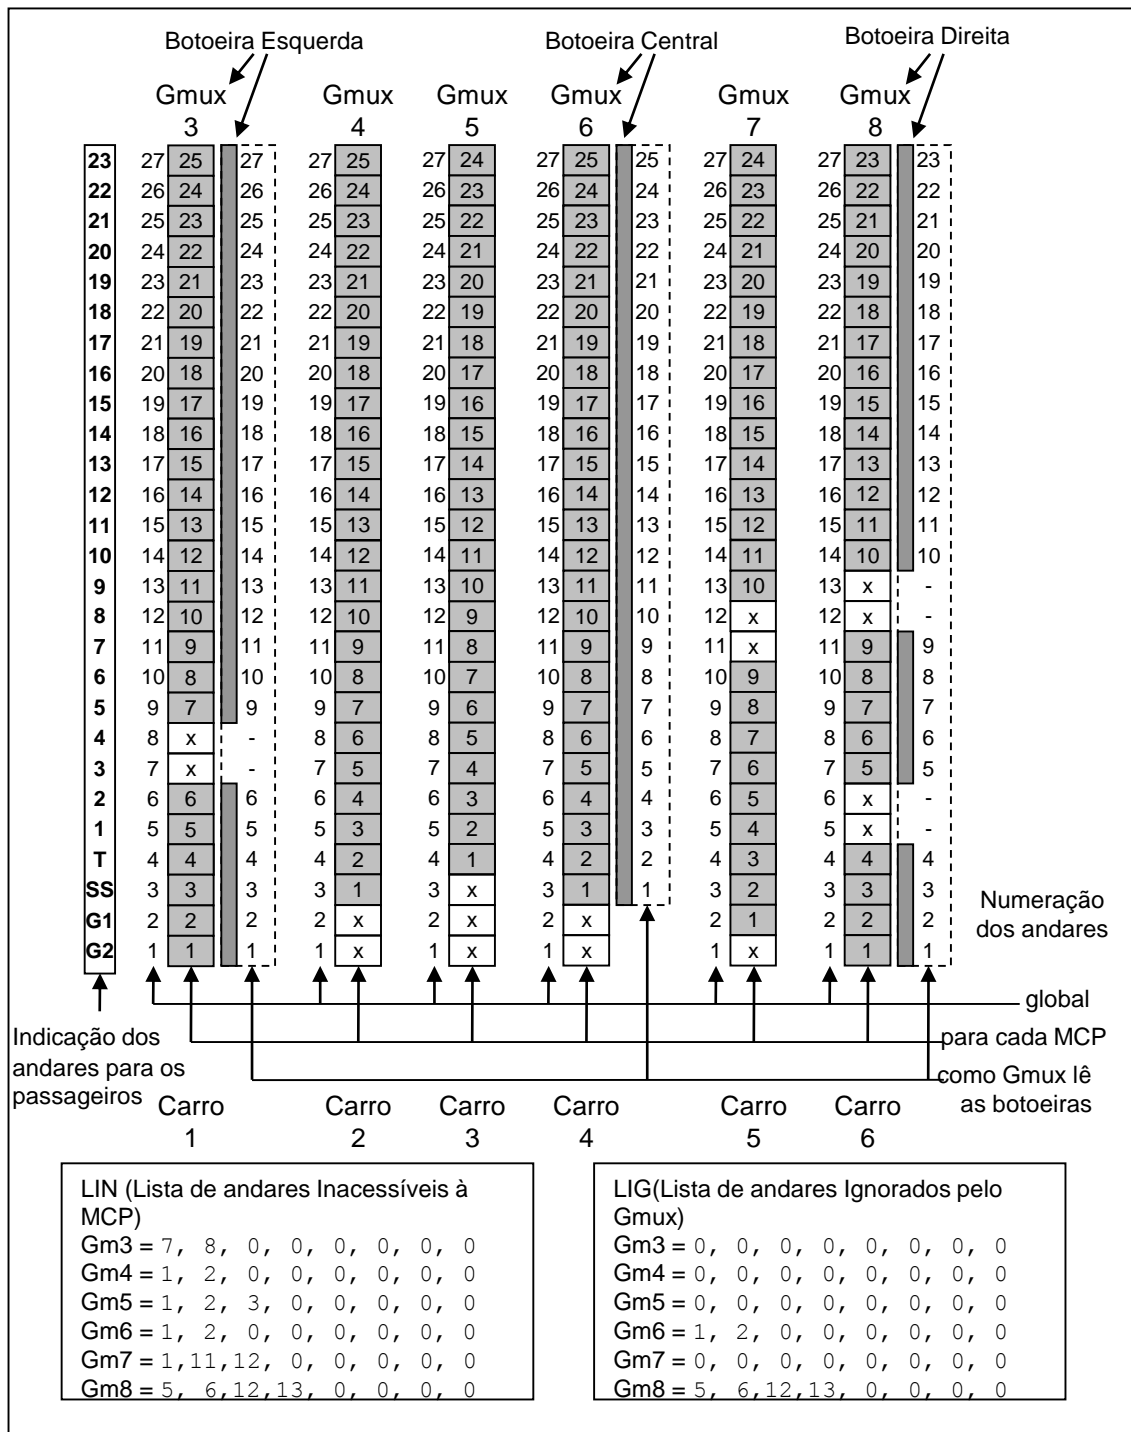 Botoeira Esquerda Botoeira Central Botoeira Direita
Gmux Gmux Gmux Gmux Gmux Gmux
3 4 5 6 7 8
23 27 25 27 27 25 27 24 27 25 25 27 24 27 23 23
22 26 24 26 26 24 26 23 26 24 24 26 23 26 22 22
21 25 23 25 25 23 25 22 25 23 23 25 22 25 21 21
20 24 22 24 24 22 24 21 24 22 22 24 21 24 20 20
19 23 21 23 23 21 23 20 23 21 21 23 20 23 19 19
18 22 20 22 22 20 22 19 22 20 20 22 19 22 18 18
17 21 19 21 21 19 21 18 21 19 19 21 18 21 17 17
16 20 18 20 20 18 20 17 20 18 18 20 17 20 16 16
15 19 17 19 19 17 19 16 19 17 17 19 16 19 15 15
14 18 16 18 18 16 18 15 18 16 16 18 15 18 14 14
13 17 15 17 17 15 17 14 17 15 15 17 14 17 13 13
12 16 14 16 16 14 16 13 16 14 14 16 13 16 12 12
11 15 13 15 15 13 15 12 15 13 13 15 12 15 11 11
10 14 12 14 14 12 14 11 14 12 12 14 11 14 10 10
9 13 11 13 13 11 13 10 13 11 11 13 10 13 x -
8 12 10 12 12 10 12 9 12 10 10 12 x 12 x -
7 11 9 11 11 9 11 8 11 9 9 11 x 11 9 9
6 10 8 10 10 8 10 7 10 8 8 10 9 10 8 8
5 9 7 9 9 7 9 6 9 7 7 9 8 9 7 7
4 8 x - 8 6 8 5 8 6 6 8 7 8 6 6
3 7 x - 7 5 7 4 7 5 5 7 6 7 5 5
2 6 6 6 6 4 6 3 6 4 4 6 5 6 x -
1 5 5 5 5 3 5 2 5 3 3 5 4 5 x -
T 4 4 4 4 2 4 1 4 2 2 4 3 4 4 4
SS 3 3 3 3 1 3 x 3 1 1 3 2 3 3 3
G1 2 2 2 2 x 2 x 2 x 2 1 2 2 2
G2 1 1 1 1 x 1 x 1 x 1 x 1 1 1
Numeração
dos andares
global
para cada MCP
como Gmux lê
as botoeiras
Indicação dos
andares para os
passageiros
Carro Carro Carro Carro Carro Carro
1 2 3 4 5 6
LIN (Lista de andares Inacessíveis à
MCP)
Gm3 = 7, 8, 0, 0, 0, 0, 0, 0
Gm4 = 1, 2, 0, 0, 0, 0, 0, 0
Gm5 = 1, 2, 3, 0, 0, 0, 0, 0
Gm6 = 1, 2, 0, 0, 0, 0, 0, 0
Gm7 = 1,11,12, 0, 0, 0, 0, 0
Gm8 = 5, 6,12,13, 0, 0, 0, 0
LIG(Lista de andares Ignorados pelo
Gmux)
Gm3 = 0, 0, 0, 0, 0, 0, 0, 0
Gm4 = 0, 0, 0, 0, 0, 0, 0, 0
Gm5 = 0, 0, 0, 0, 0, 0, 0, 0
Gm6 = 1, 2, 0, 0, 0, 0, 0, 0
Gm7 = 0, 0, 0, 0, 0, 0, 0, 0
Gm8 = 5, 6,12,13, 0, 0, 0, 0